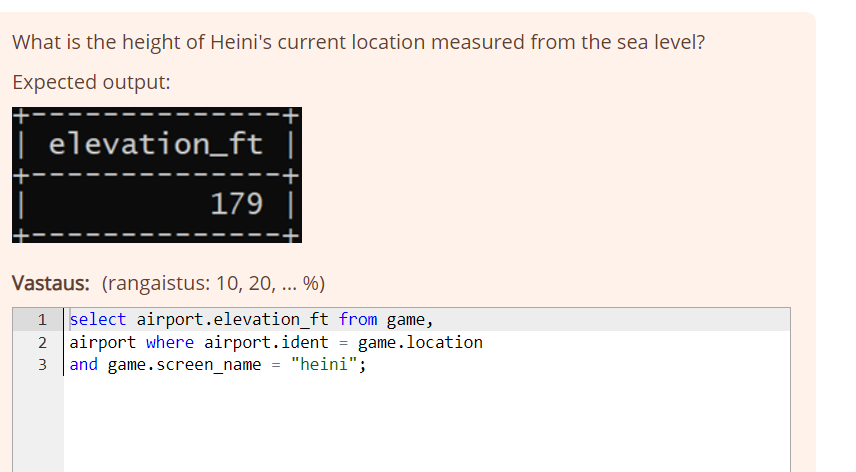 What is the height of Heini's current location measured from the sea level?
Expected output:
+--------------+
| elevation_ft |
+--------------+
|          179 |
+--------------+
Vastaus: (rangaistus: 10, 20, ... %)
1 select airport.elevation_ft from game,
2 airport where airport.ident = game.location
3 and game.screen_name = "heini";